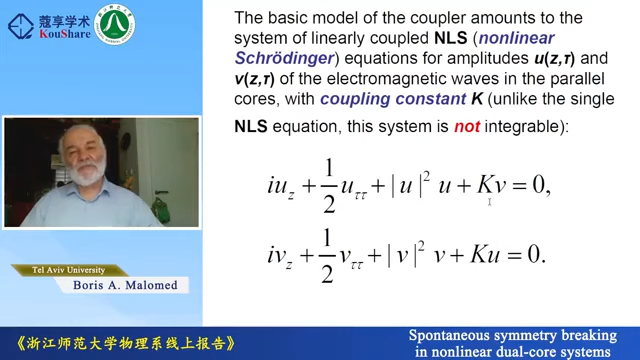 蔻享学术
KouShare
The basic model of the coupler amounts to the
system of linearly coupled NLS (nonlinear
Schrödinger) equations for amplitudes u(z,τ) and
v(z,τ) of the electromagnetic waves in the parallel
cores, with coupling constant K (unlike the single
NLS equation, this system is not integrable):
iu_z + 1/2 u_ττ + |u|² u + Kv = 0,
iv_z + 1/2 v_ττ + |v|² v + Ku = 0.
Tel Aviv University
Boris A. Malomed
《浙江师范大学物理系线上报告》
Spontaneous symmetry breaking
in nonlinear dual-core systems